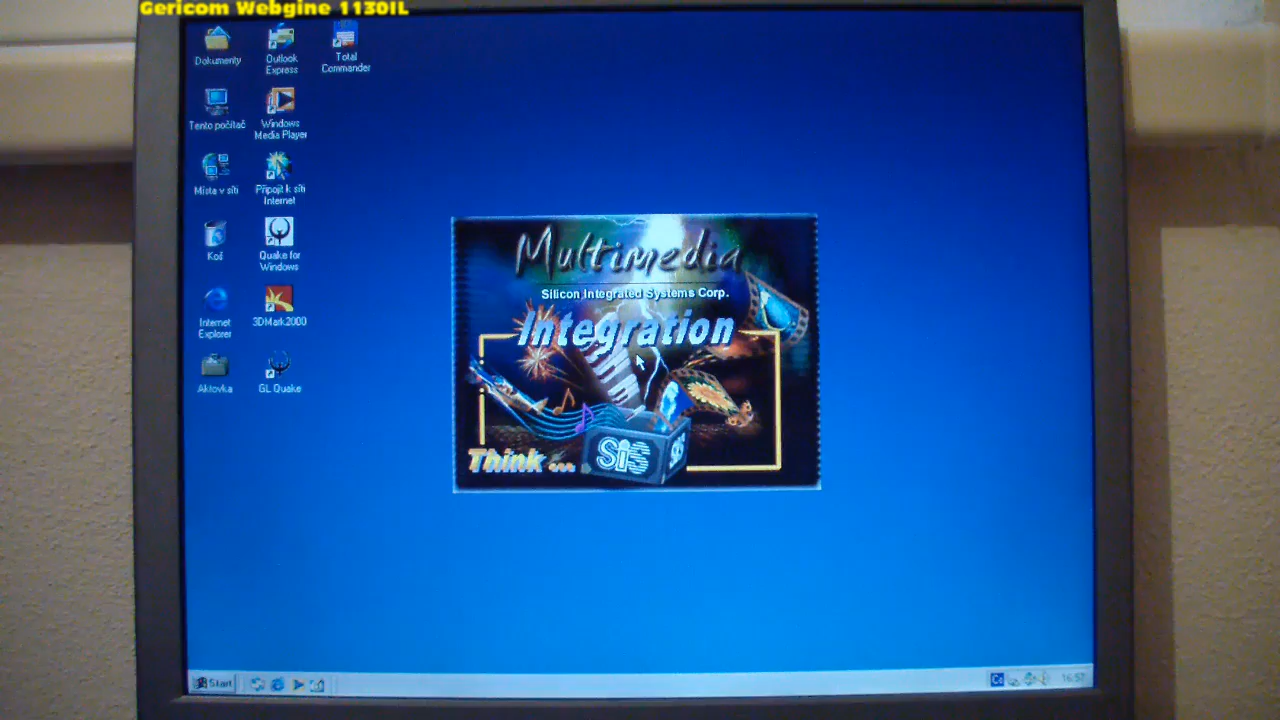 Gericom Webgine 1130IL
Dokumenty
Outlook
Express
Total
Commander
Tento počítač
Windows
Media Player
Místa v síti
Připojit k síti
Internet
Koš
Quake for
Windows
Internet
Explorer
3DMark2000
Aktovka
GL Quake
Multimedia
Silicon Integrated Systems Corp.
Integration
Think ...
SiS
SiS
Start
Cs
16:57